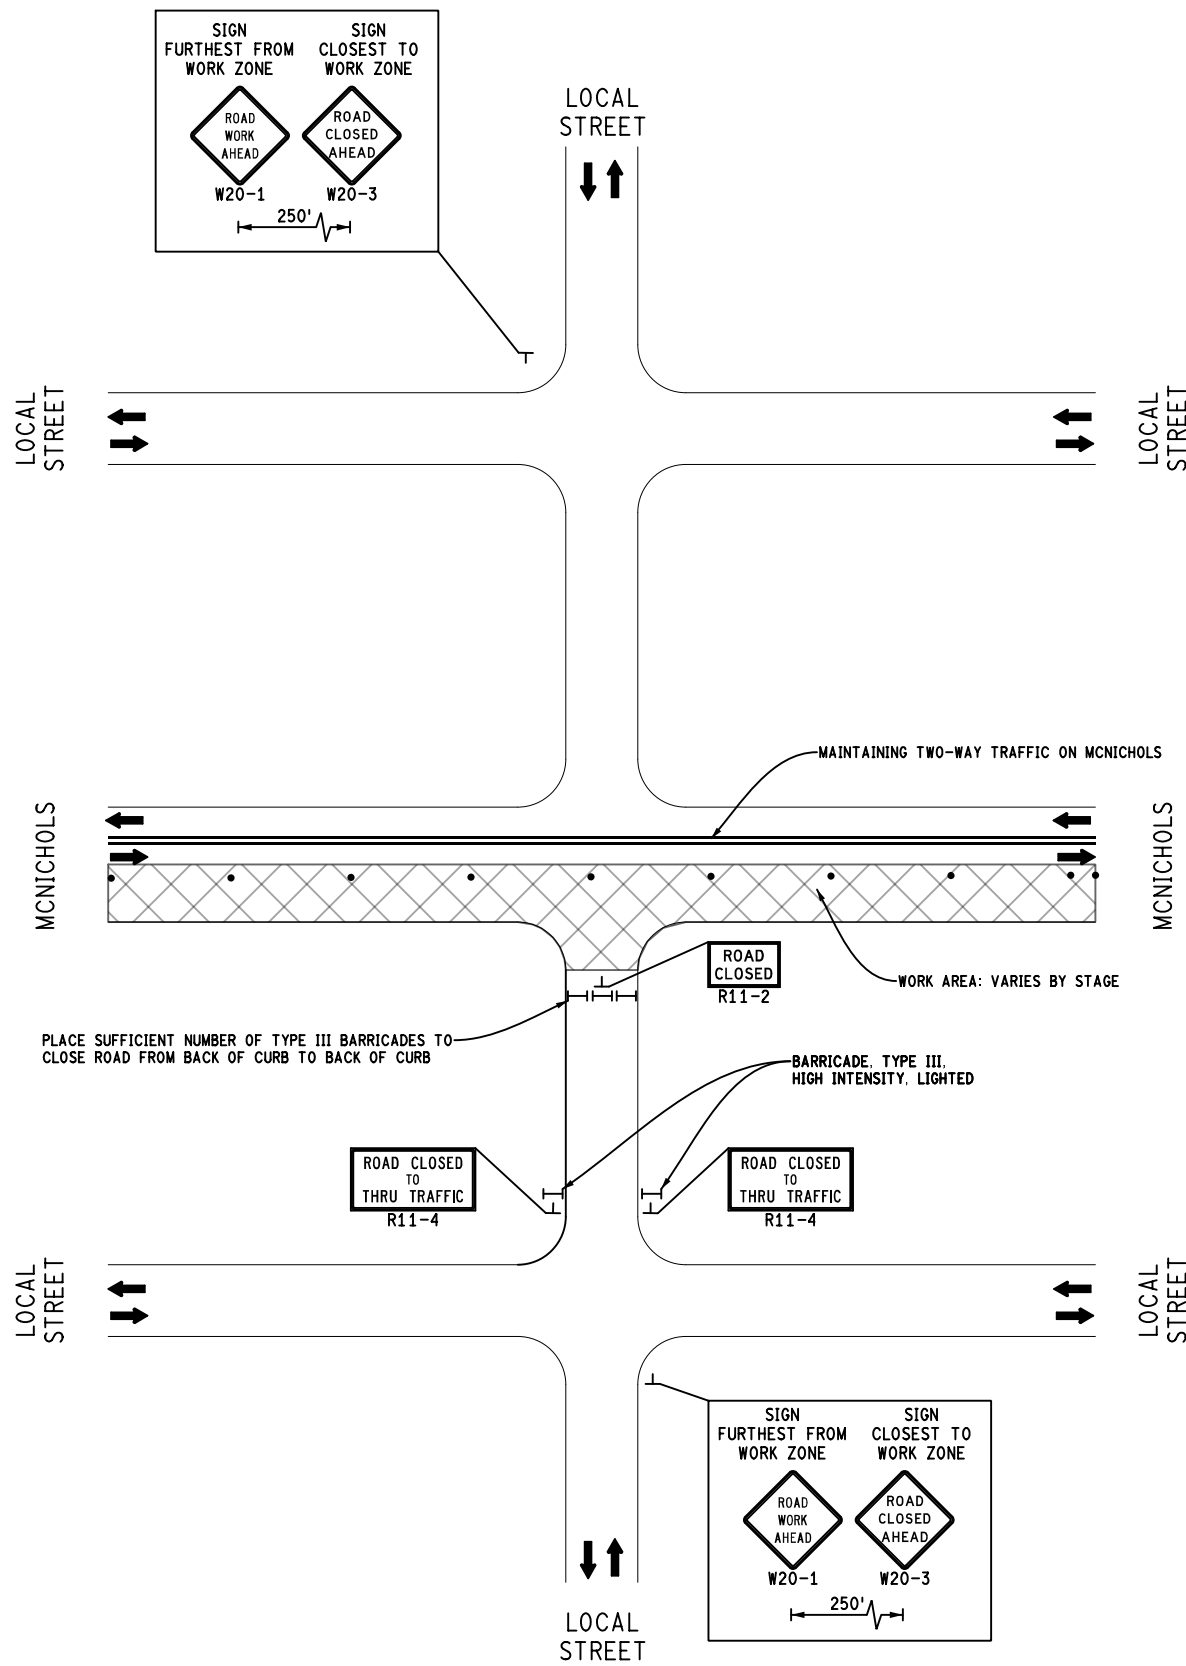 SIGN
FURTHEST FROM
WORK ZONE
SIGN
CLOSEST TO
WORK ZONE
ROAD
WORK
AHEAD
W20-1
ROAD
CLOSED
AHEAD
W20-3
250'
LOCAL
STREET
LOCAL
STREET
LOCAL
STREET
MAINTAINING TWO-WAY TRAFFIC ON MCNICHOLS
MCNICHOLS
MCNICHOLS
ROAD
CLOSED
R11-2
WORK AREA: VARIES BY STAGE
PLACE SUFFICIENT NUMBER OF TYPE III BARRICADES TO
CLOSE ROAD FROM BACK OF CURB TO BACK OF CURB
BARRICADE, TYPE III,
HIGH INTENSITY, LIGHTED
ROAD CLOSED
TO
THRU TRAFFIC
R11-4
ROAD CLOSED
TO
THRU TRAFFIC
R11-4
LOCAL
STREET
LOCAL
STREET
SIGN
FURTHEST FROM
WORK ZONE
SIGN
CLOSEST TO
WORK ZONE
ROAD
WORK
AHEAD
W20-1
ROAD
CLOSED
AHEAD
W20-3
250'
LOCAL
STREET